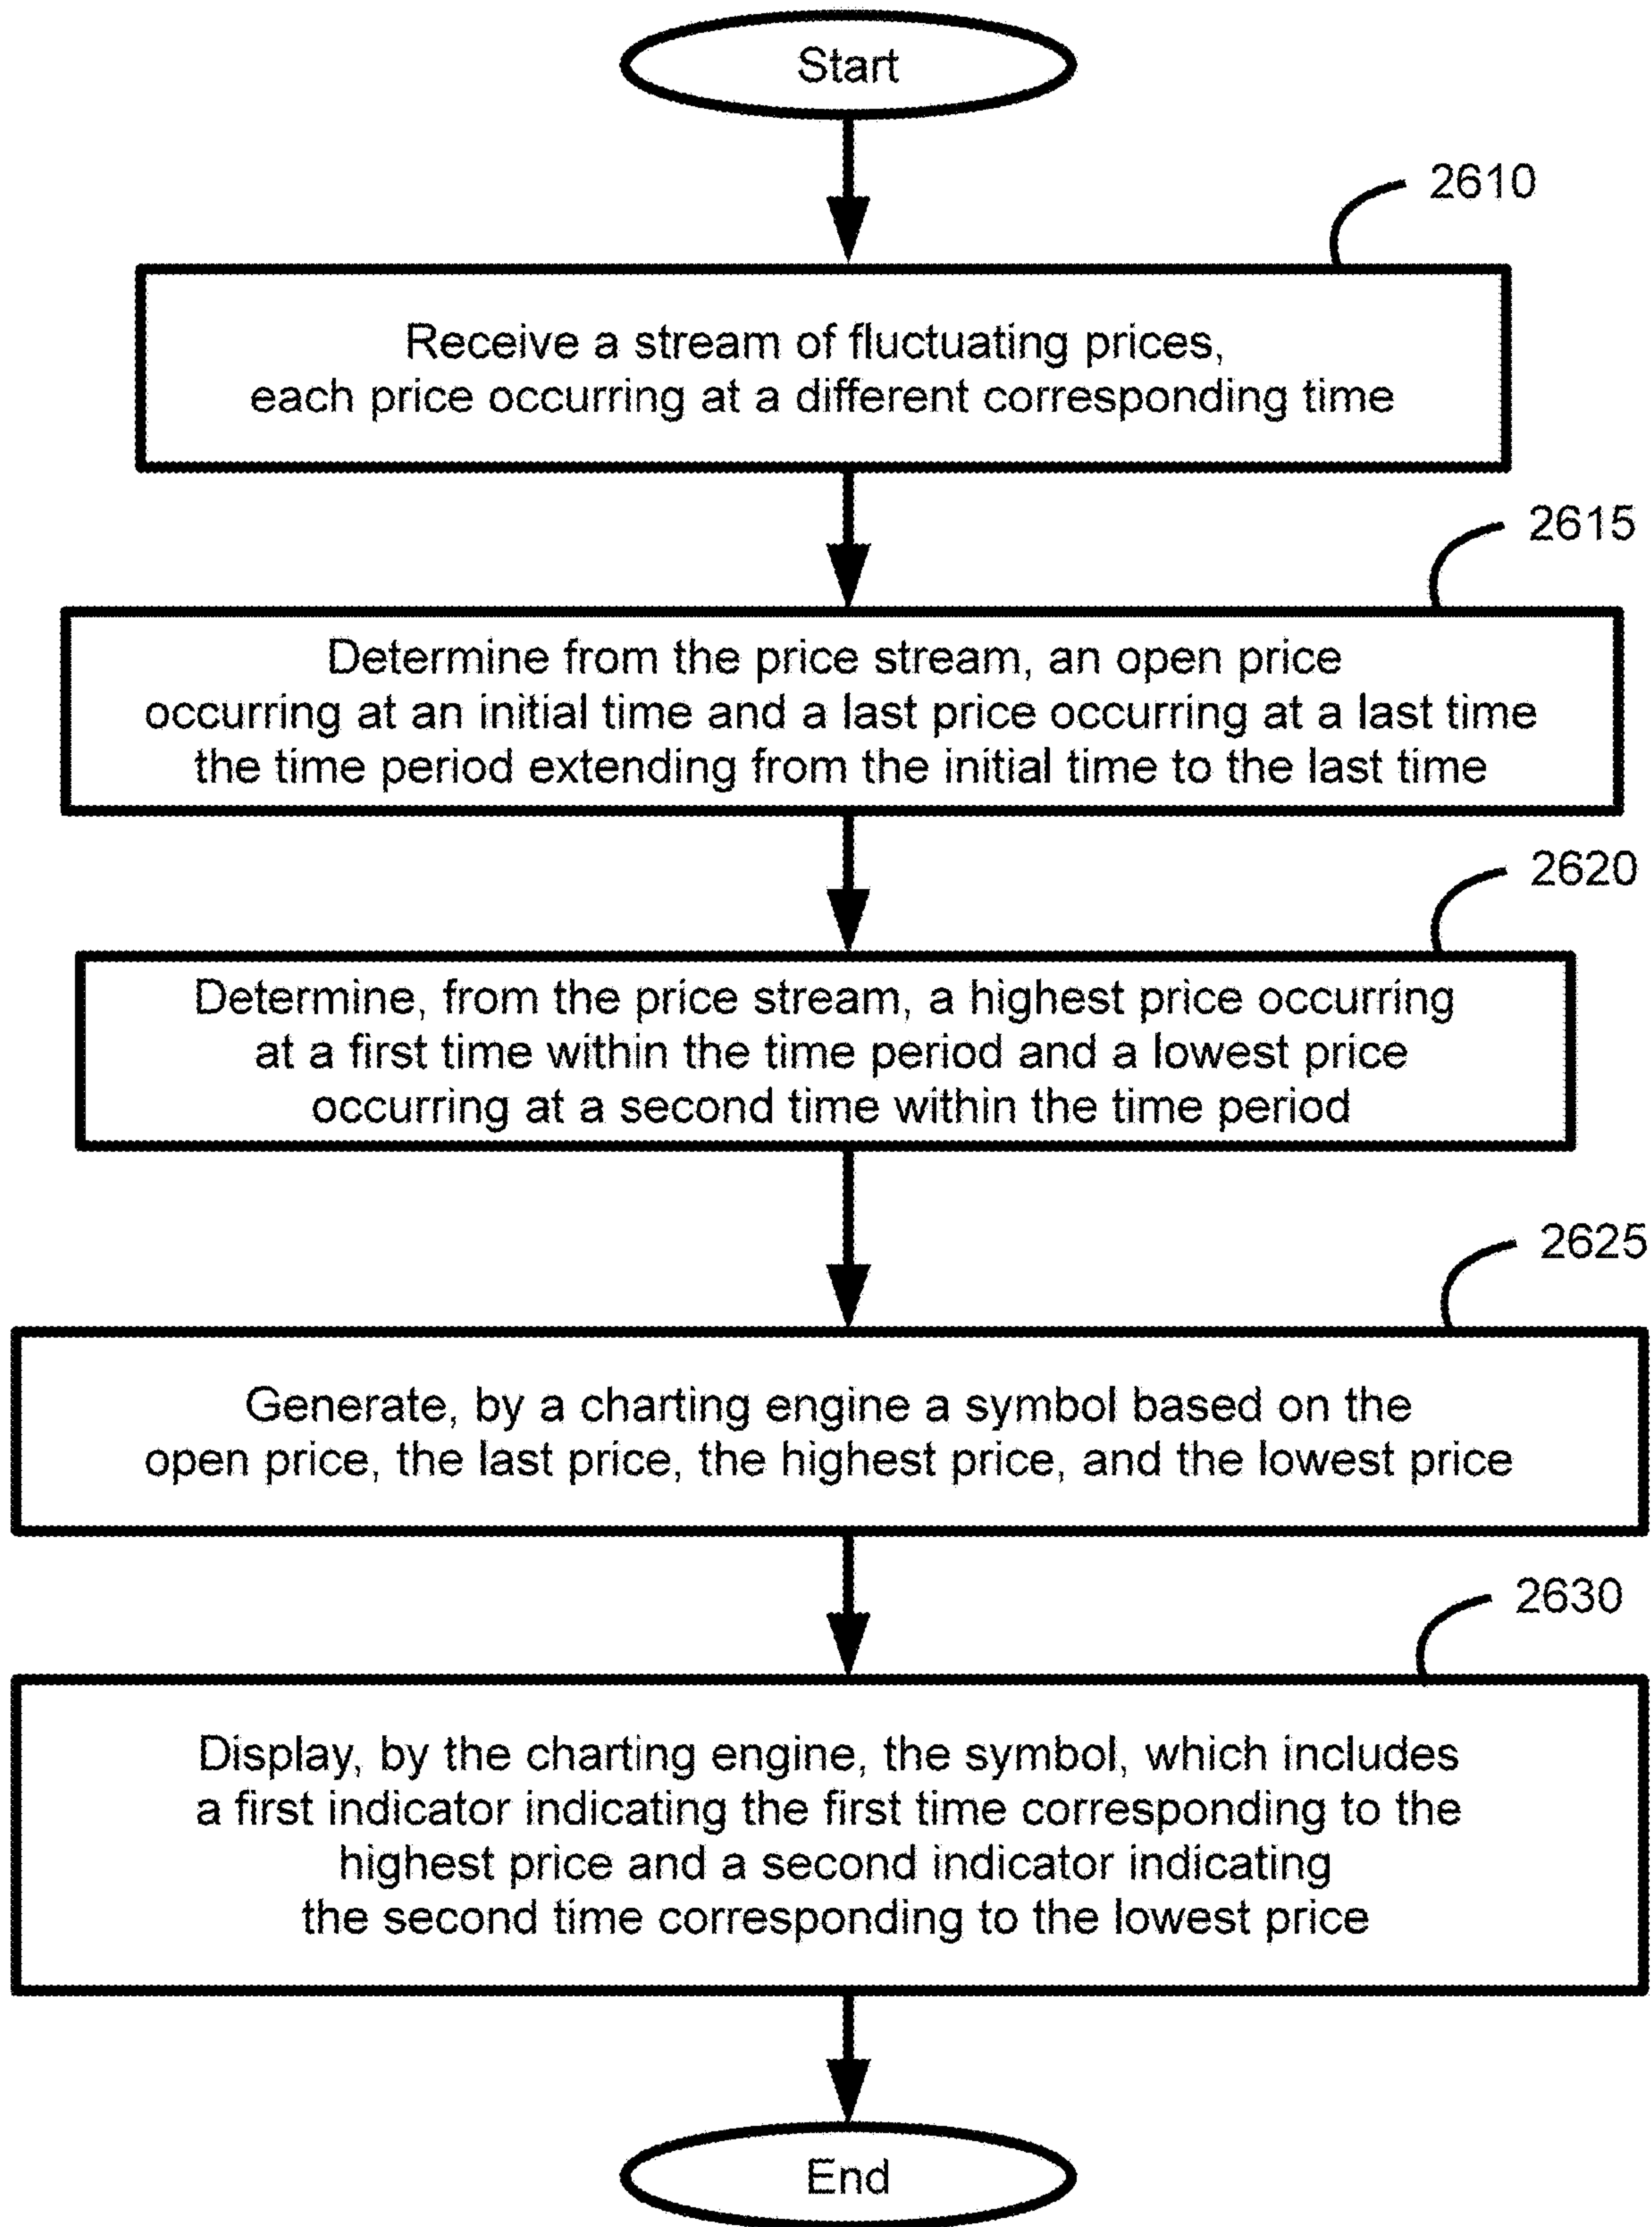 Start
2610
Receive a stream of fluctuating prices,
each price occurring at a different corresponding time
2615
Determine from the price stream, an open price
occurring at an initial time and a last price occurring at a last time
the time period extending from the initial time to the last time
2620
Determine, from the price stream, a highest price occurring
at a first time within the time period and a lowest price
occurring at a second time within the time period
2625
Generate, by a charting engine a symbol based on the
open price, the last price, the highest price, and the lowest price
2630
Display, by the charting engine, the symbol, which includes
a first indicator indicating the first time corresponding to the
highest price and a second indicator indicating
the second time corresponding to the lowest price
End